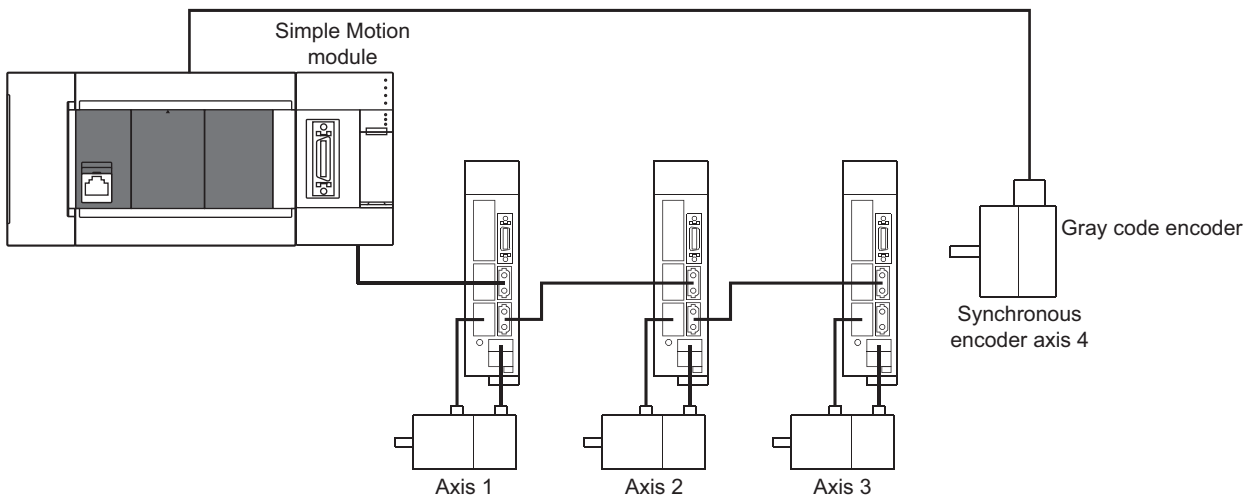 Simple Motion
module
Gray code encoder
Synchronous
encoder axis 4
Axis 1
Axis 2
Axis 3